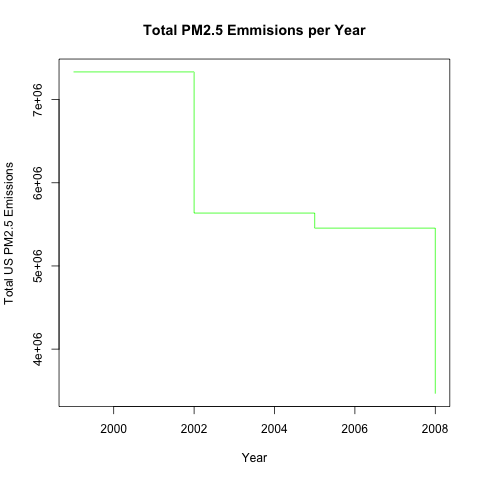 Total PM2.5 Emmisions per Year
Total US PM2.5 Emissions
7e+06
6e+06
5e+06
4e+06
2000 2002 2004 2006 2008
Year